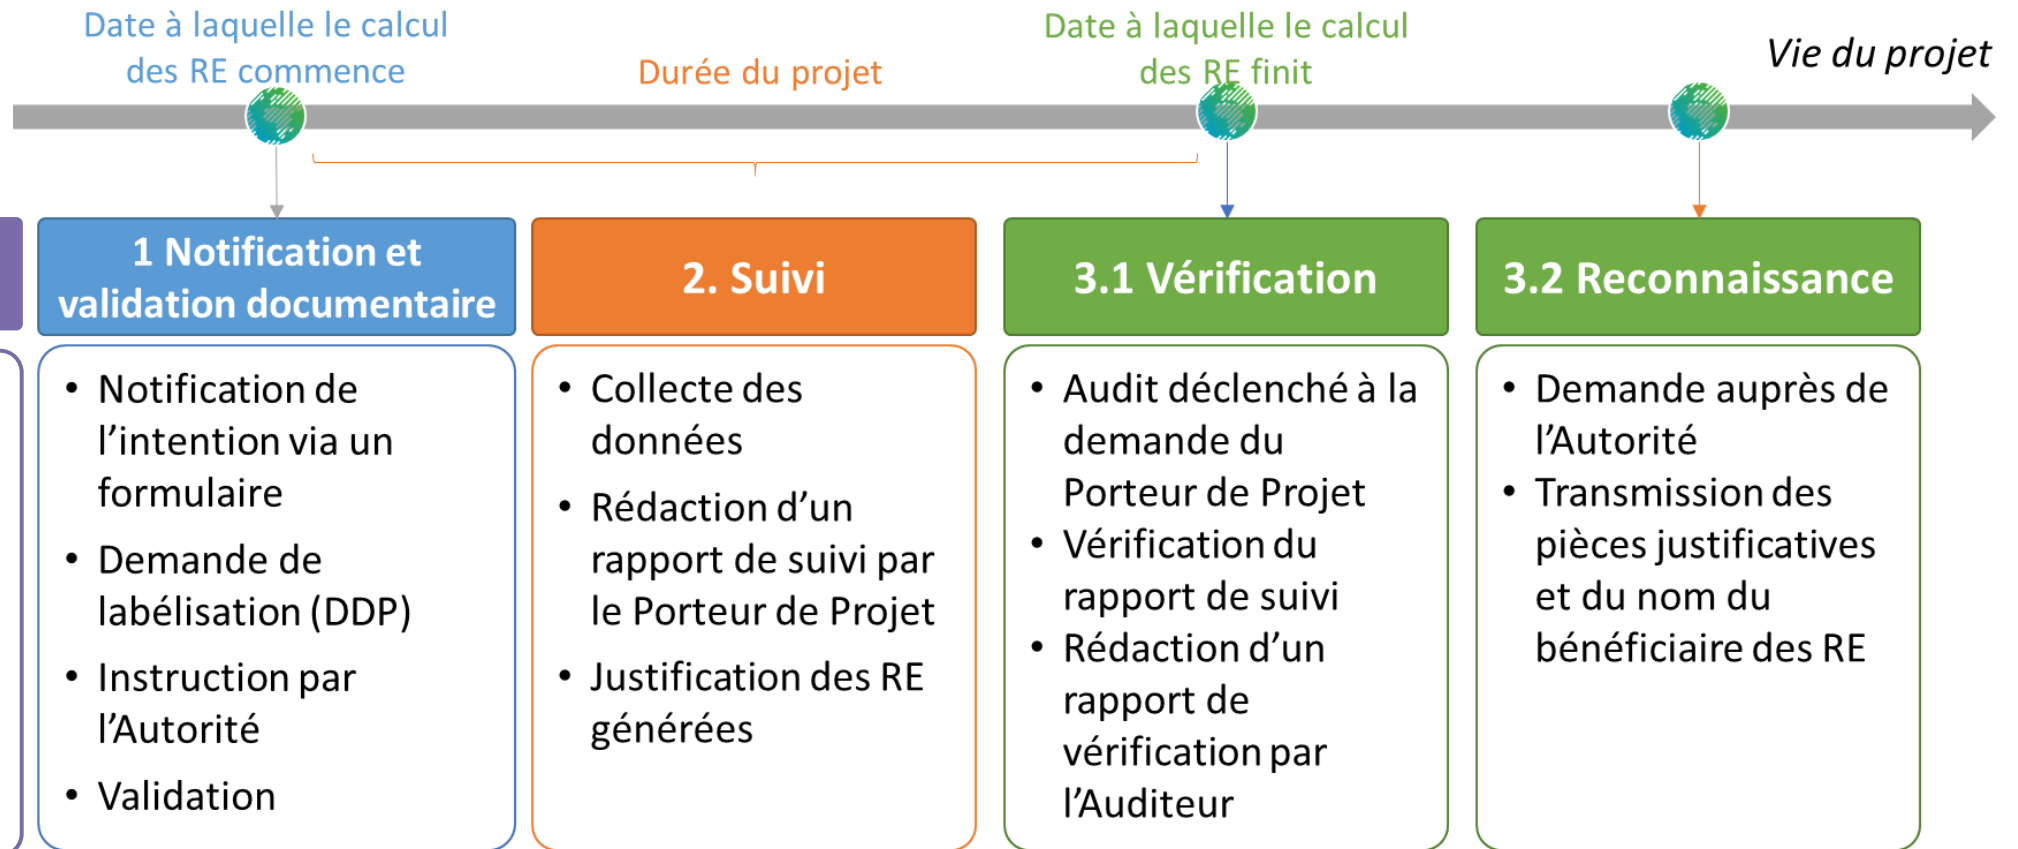 Date à laquelle le calcul
des RE commence
Durée du projet
Date à laquelle le calcul
des RE finit
Vie du projet
1 Notification et
validation documentaire
• Notification de
l’intention via un
formulaire
• Demande de
labélisation (DDP)
• Instruction par
l’Autorité
• Validation
2. Suivi
• Collecte des
données
• Rédaction d’un
rapport de suivi par
le Porteur de Projet
• Justification des RE
générées
3.1 Vérification
• Audit déclenché à la
demande du
Porteur de Projet
• Vérification du
rapport de suivi
• Rédaction d’un
rapport de
vérification par
l’Auditeur
3.2 Reconnaissance
• Demande auprès de
l’Autorité
• Transmission des
pièces justificatives
et du nom du
bénéficiaire des RE